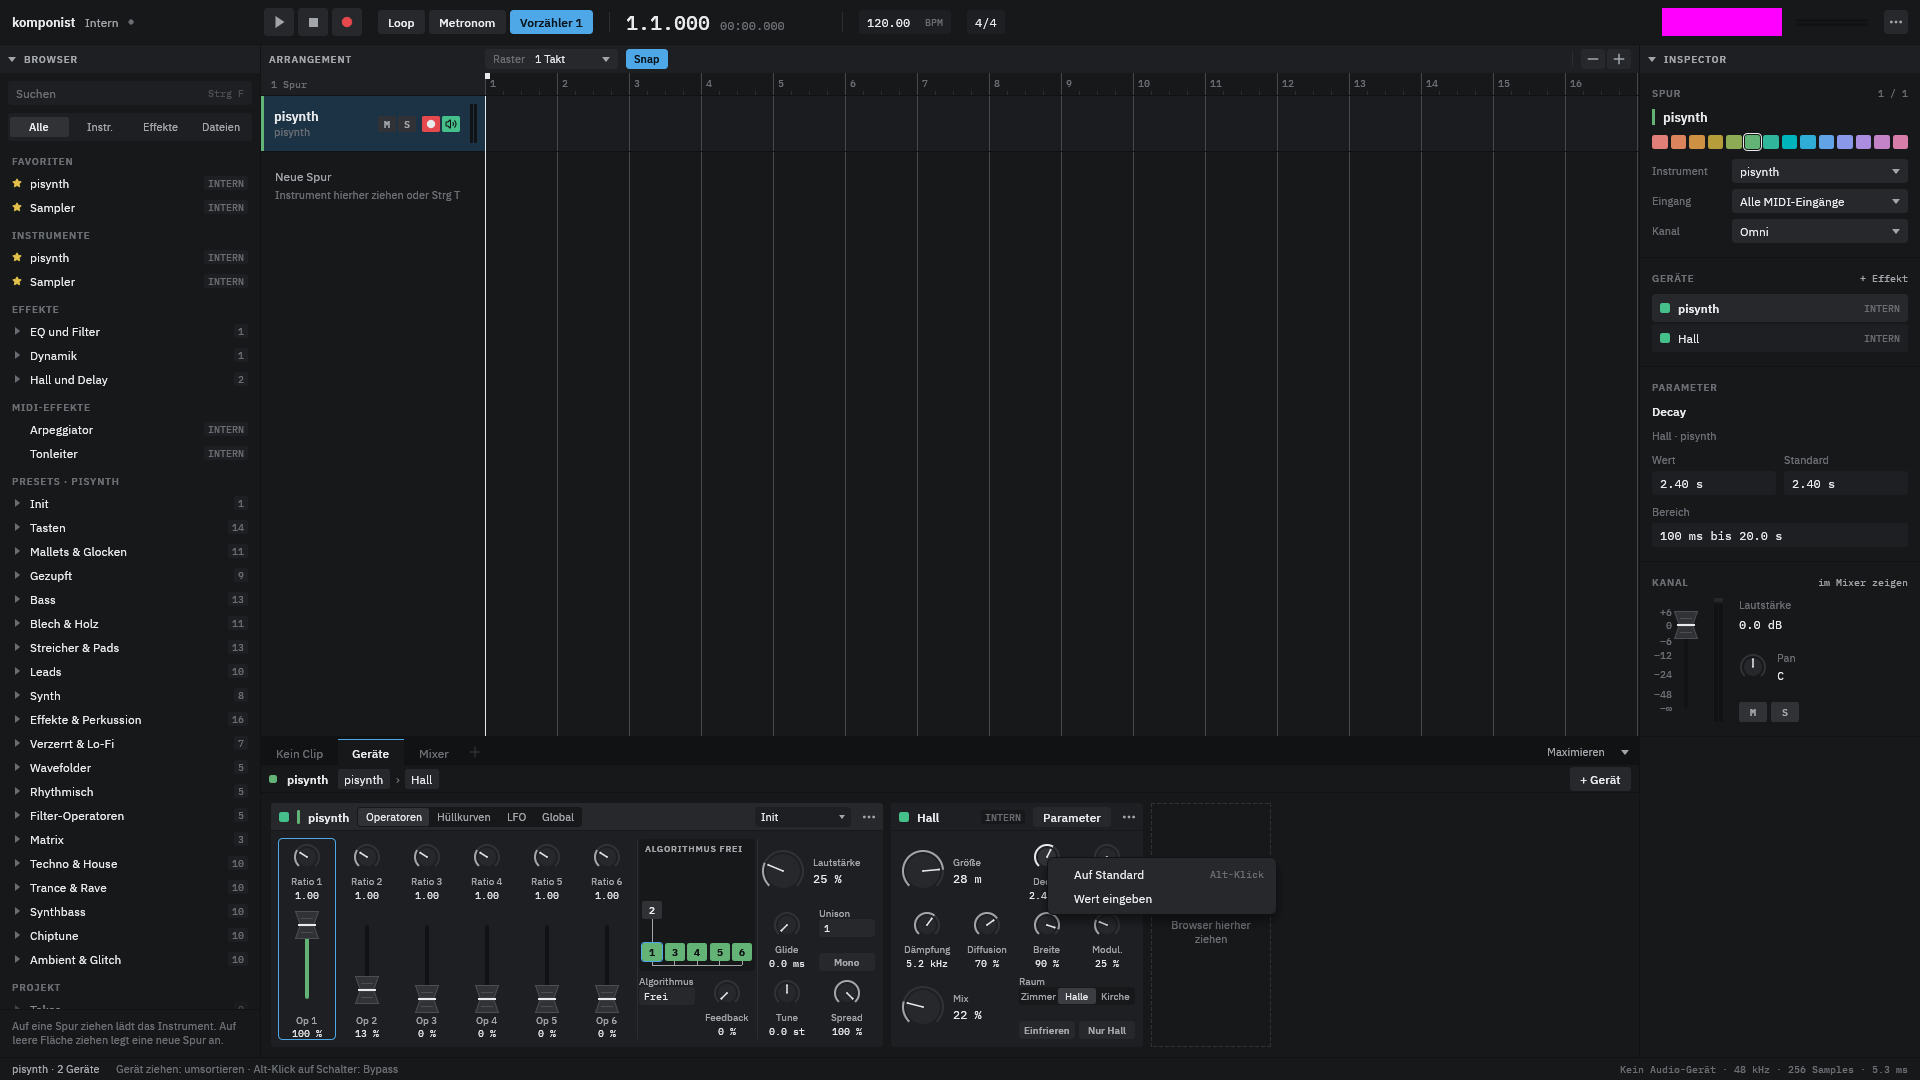 komponist Intern
Loop Metronom Vorzähler 1 1.1.000 00:00.000 120.00 BPM 4/4
BROWSER
Suchen Strg F
Alle Instr. Effekte Dateien
FAVORITEN
pisynth INTERN
Sampler INTERN
INSTRUMENTE
pisynth INTERN
Sampler INTERN
EFFEKTE
EQ und Filter 1
Dynamik 1
Hall und Delay 2
MIDI-EFFEKTE
Arpeggiator INTERN
Tonleiter INTERN
PRESETS · PISYNTH
Init 1
Tasten 14
Mallets & Glocken 11
Gezupft 9
Bass 13
Blech & Holz 11
Streicher & Pads 13
Leads 10
Synth 8
Effekte & Perkussion 16
Verzerrt & Lo-Fi 7
Wavefolder 5
Rhythmisch 5
Filter-Operatoren 5
Matrix 3
Techno & House 10
Trance & Rave 10
Synthbass 10
Chiptune 10
Ambient & Glitch 10
PROJEKT
Auf eine Spur ziehen lädt das Instrument. Auf
leere Fläche ziehen legt eine neue Spur an.
ARRANGEMENT Raster 1 Takt Snap
1 Spur 1 2 3 4 5 6 7 8 9 10 11 12 13 14 15 16
pisynth
pisynth M S
Neue Spur
Instrument hierher ziehen oder Strg T
Kein Clip Geräte Mixer Maximieren
pisynth pisynth › Hall + Gerät
pisynth Operatoren Hüllkurven LFO Global Init
Ratio 1 Ratio 2 Ratio 3 Ratio 4 Ratio 5 Ratio 6
1.00 1.00 1.00 1.00 1.00 1.00
Op 1 Op 2 Op 3 Op 4 Op 5 Op 6
100 % 13 % 0 % 0 % 0 % 0 %
ALGORITHMUS FREI
2
1 3 4 5 6
Algorithmus
Frei
Feedback
0 %
Lautstärke
25 %
Unison
1
Glide
0.0 ms
Mono
Tune Spread
0.0 st 100 %
Hall INTERN Parameter
Größe
28 m
Auf Standard Alt-Klick
Wert eingeben
Dämpfung Diffusion Breite Modul.
5.2 kHz 70 % 90 % 25 %
Mix
22 %
Raum
Zimmer Halle Kirche
Einfrieren Nur Hall
Browser hierher
ziehen
INSPECTOR
SPUR 1 / 1
pisynth
Instrument pisynth
Eingang Alle MIDI-Eingänge
Kanal Omni
GERÄTE + Effekt
pisynth INTERN
Hall INTERN
PARAMETER
Decay
Hall · pisynth
Wert Standard
2.40 s 2.40 s
Bereich
100 ms bis 20.0 s
KANAL im Mixer zeigen
+6
0
−6
−12
−24
−48
−∞
Lautstärke
0.0 dB
Pan
C
M S
pisynth · 2 Geräte Gerät ziehen: umsortieren · Alt-Klick auf Schalter: Bypass
Kein Audio-Gerät · 48 kHz · 256 Samples · 5.3 ms